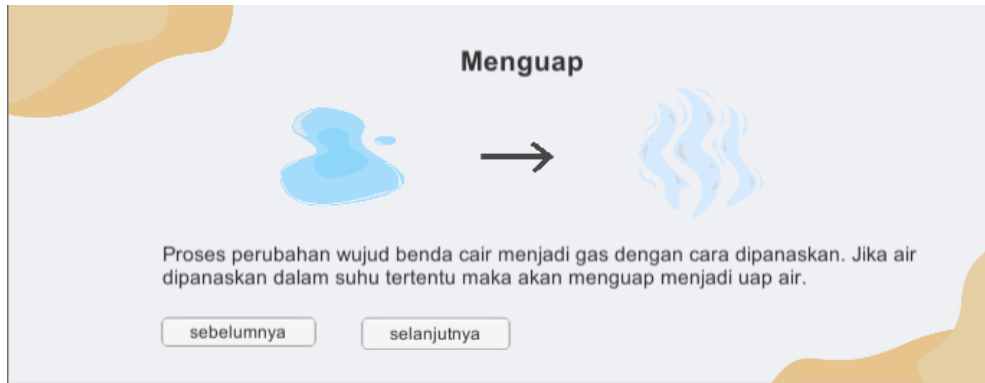 Menguap
Proses perubahan wujud benda cair menjadi gas dengan cara dipanaskan. Jika air
dipanaskan dalam suhu tertentu maka akan menguap menjadi uap air.
sebelumnya
selanjutnya